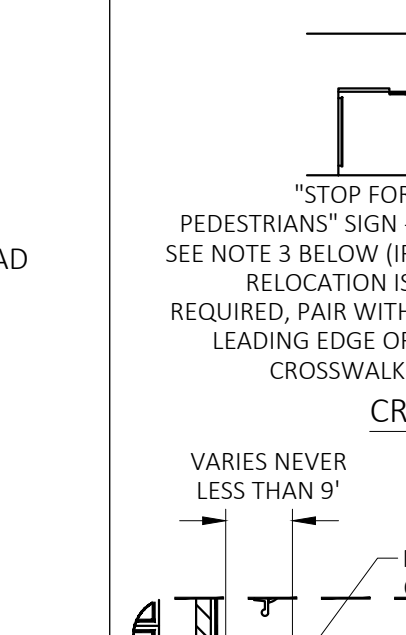 "STOP FOR
PEDESTRIANS" SIGN -
SEE NOTE 3 BELOW (IF
RELOCATION IS
REQUIRED, PAIR WITH
LEADING EDGE OF
CROSSWALK
AD
CR
VARIES NEVER
LESS THAN 9'